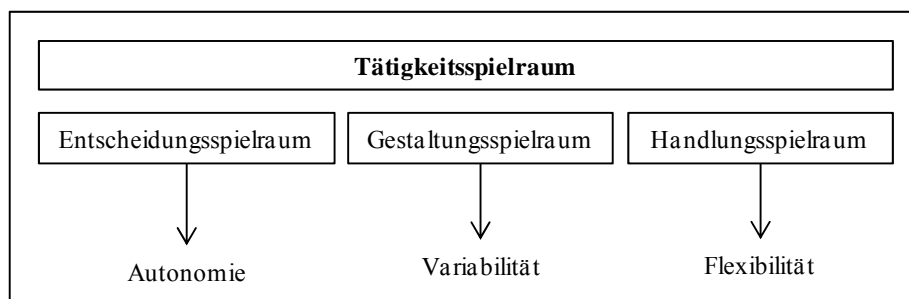 Tätigkeitsspielraum
Entscheidungsspielraum Gestaltungsspielraum Handlungsspielraum
Autonomie Variabilität Flexibilität